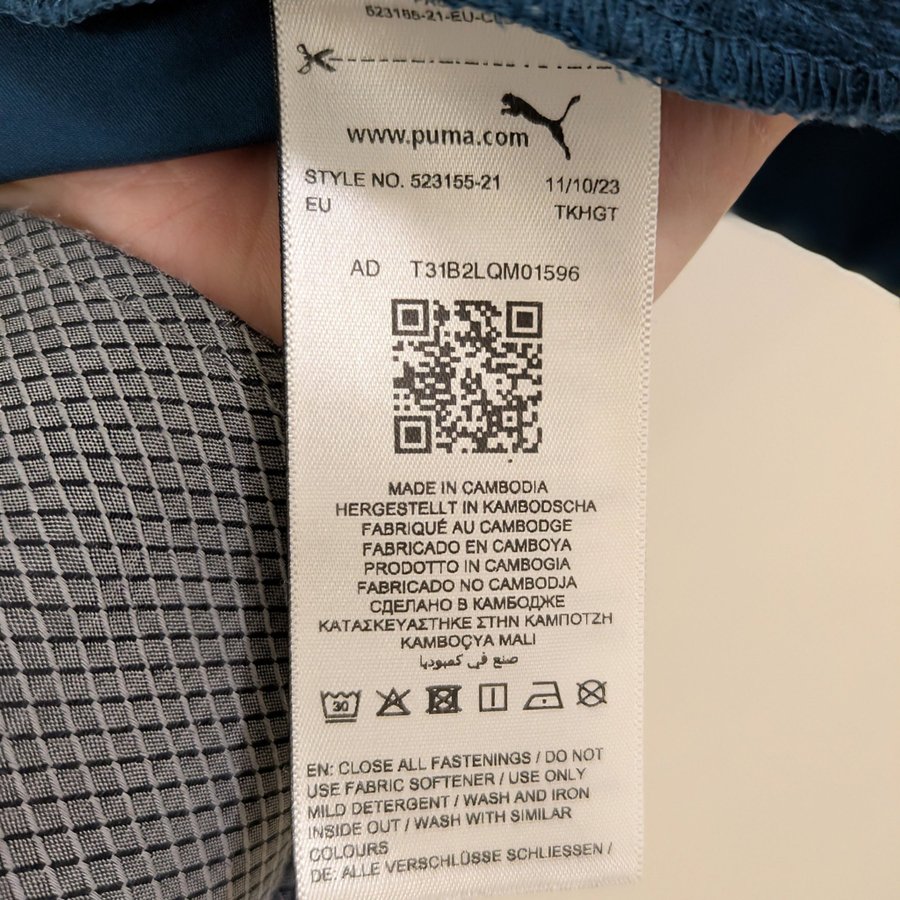 523155-21-EU-
www.puma.com
STYLE NO. 523155-21 11/10/23
EU TKHGT
AD T31B2LQM01596
MADE IN CAMBODIA
HERGESTELLT IN KAMBODSCHA
FABRIQUÉ AU CAMBODGE
FABRICADO EN CAMBOYA
PRODOTTO IN CAMBOGIA
FABRICADO NO CAMBODJA
СДЕЛАНО В КАМБОДЖЕ
ΚΑΤΑΣΚΕΥΑΣΤΗΚΕ ΣΤΗΝ ΚΑΜΠΟΤΖΗ
KAMBOÇYA MALI
صنع في كمبوديا
30
EN: CLOSE ALL FASTENINGS / DO NOT
USE FABRIC SOFTENER / USE ONLY
MILD DETERGENT / WASH AND IRON
INSIDE OUT / WASH WITH SIMILAR
COLOURS
DE: ALLE VERSCHLÜSSE SCHLIESSEN /